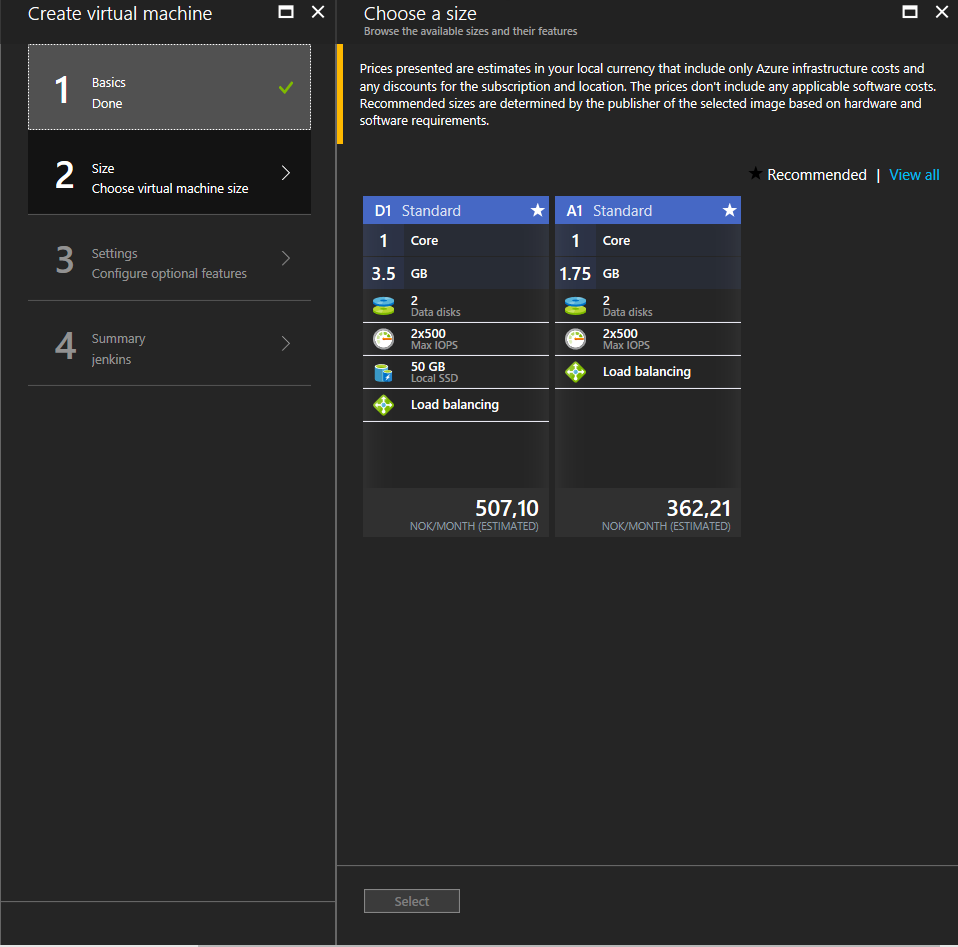 Create virtual machine
1
Basics
Done
2
Size
Choose virtual machine size
3
Settings
Configure optional features
4
Summary
jenkins
Choose a size
Browse the available sizes and their features
Prices presented are estimates in your local currency that include only Azure infrastructure costs and
any discounts for the subscription and location. The prices don't include any applicable software costs.
Recommended sizes are determined by the publisher of the selected image based on hardware and
software requirements.
★ Recommended | View all
D1 Standard ★
1 Core
3.5 GB
2
Data disks
2x500
Max IOPS
50 GB
Local SSD
Load balancing
507,10
NOK/MONTH (ESTIMATED)
A1 Standard ★
1 Core
1.75 GB
2
Data disks
2x500
Max IOPS
Load balancing
362,21
NOK/MONTH (ESTIMATED)
Select